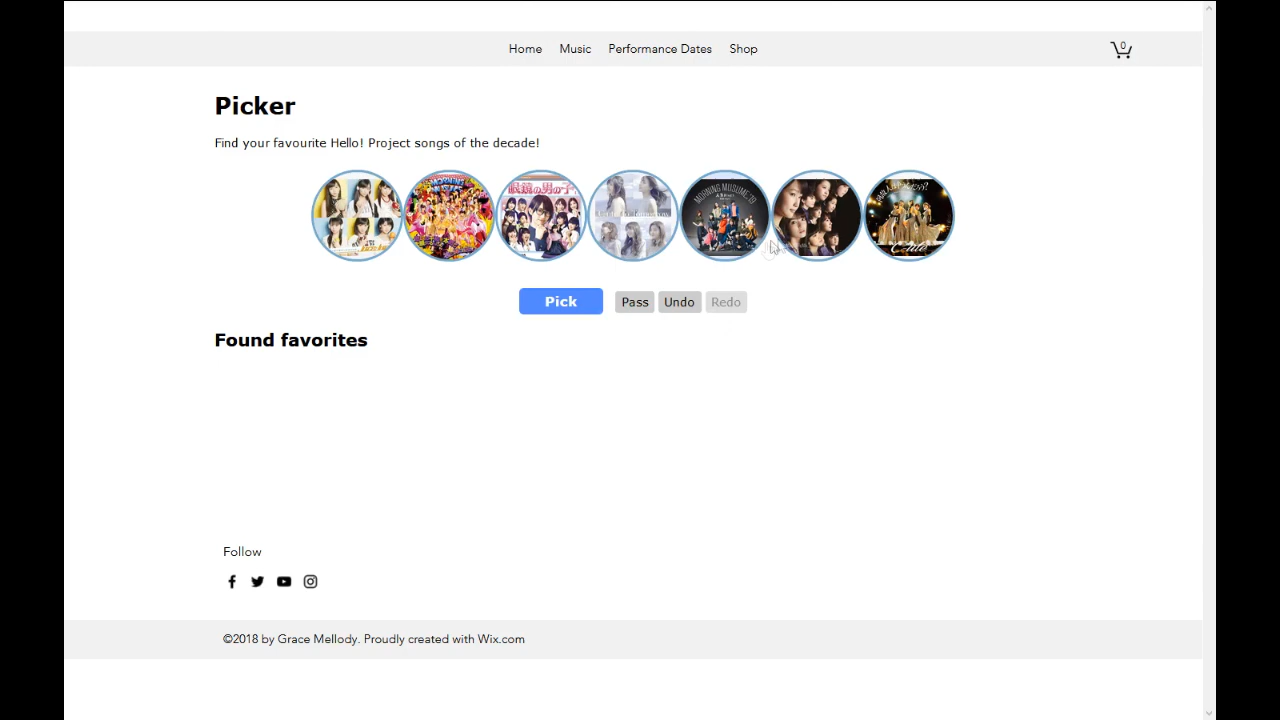 Home Music Performance Dates Shop
0
Picker
Find your favourite Hello! Project songs of the decade!
眼鏡の男の子
MORNING MUSUME
Pick Pass Undo Redo
Found favorites
Follow
©2018 by Grace Mellody. Proudly created with Wix.com